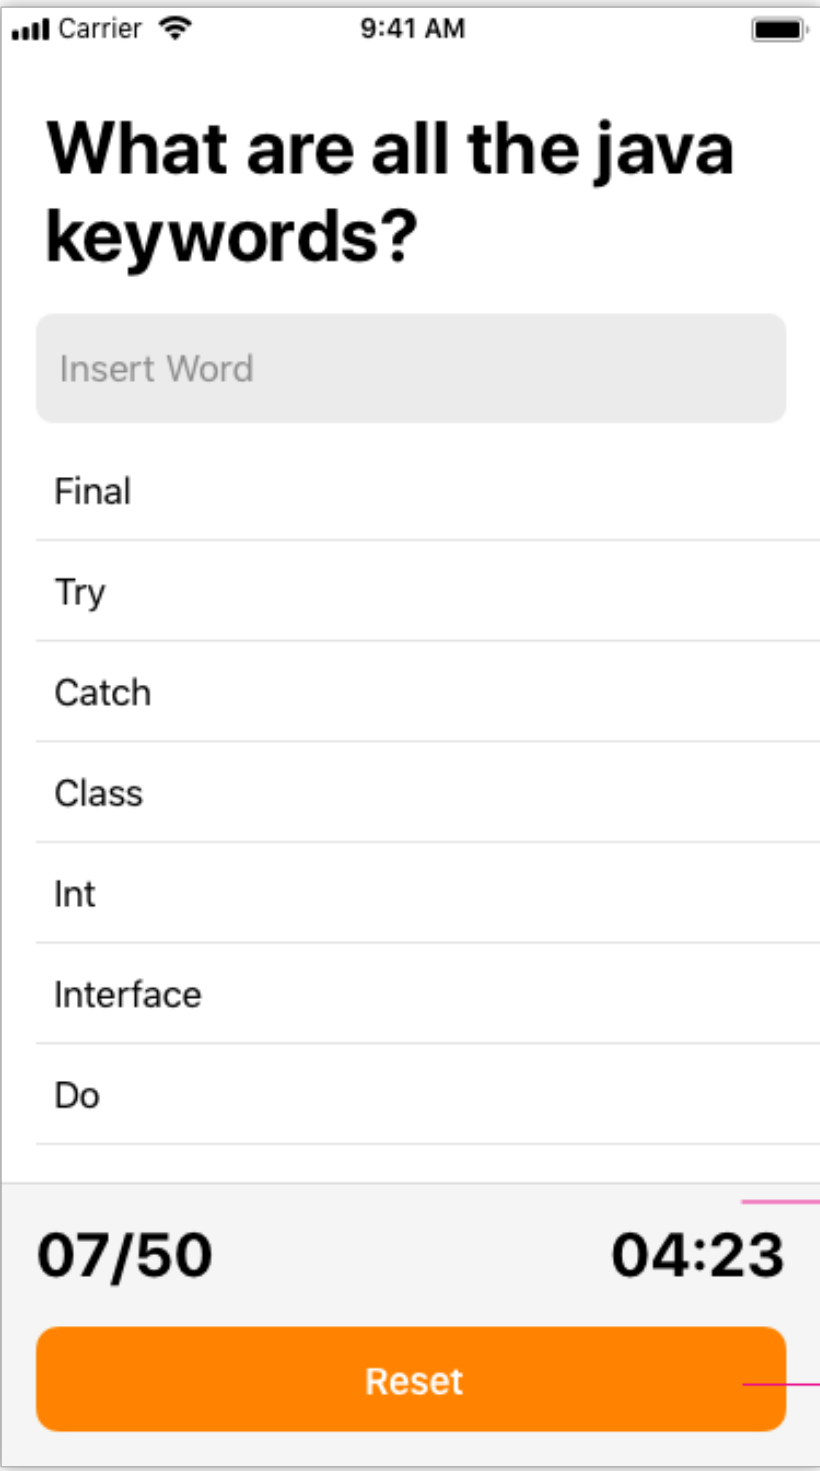 Carrier 9:41 AM
What are all the java
keywords?
Insert Word
Final
Try
Catch
Class
Int
Interface
Do
07/50 04:23
Reset